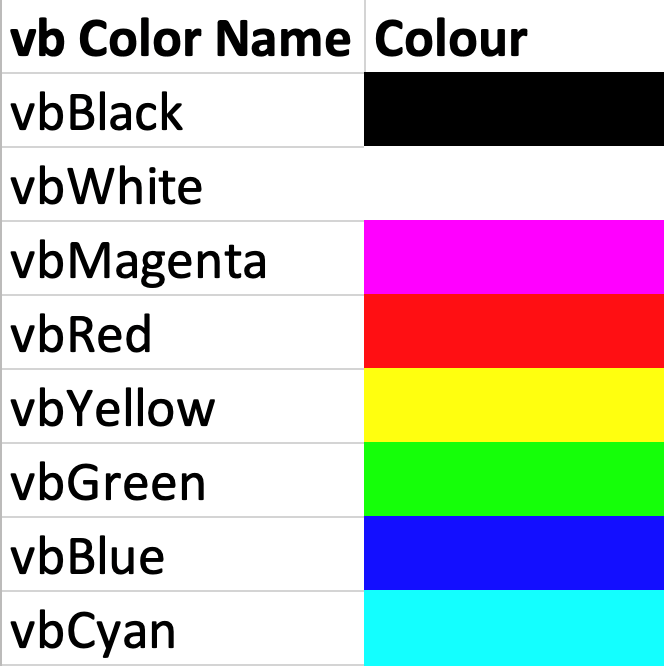 vb Color Name Colour
vbBlack
vbWhite
vbMagenta
vbRed
vbYellow
vbGreen
vbBlue
vbCyan